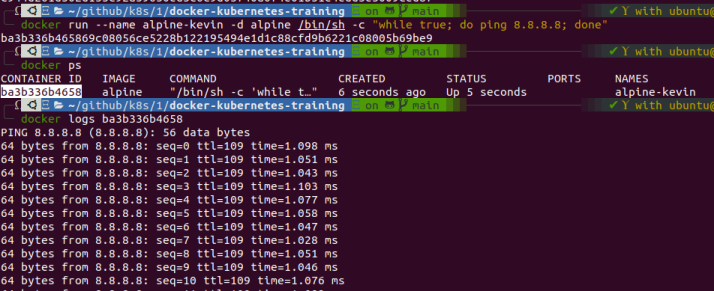 docker run --name alpine-kevin -d alpine /bin/sh -c "while true; do ping 8.8.8.8; done"
ba3b336b465869c08056ce5228b122195494e1d1c88cfd9b6221c08005b69be9
~/github/k8s/1/docker-kubernetes-training on main ✔ with ubuntu@
docker ps
CONTAINER ID IMAGE COMMAND CREATED STATUS PORTS NAMES
ba3b336b4658 alpine "/bin/sh -c 'while t…" 6 seconds ago Up 5 seconds alpine-kevin
~/github/k8s/1/docker-kubernetes-training on main ✔ with ubuntu@
docker logs ba3b336b4658
PING 8.8.8.8 (8.8.8.8): 56 data bytes
64 bytes from 8.8.8.8: seq=0 ttl=109 time=1.098 ms
64 bytes from 8.8.8.8: seq=1 ttl=109 time=1.051 ms
64 bytes from 8.8.8.8: seq=2 ttl=109 time=1.043 ms
64 bytes from 8.8.8.8: seq=3 ttl=109 time=1.103 ms
64 bytes from 8.8.8.8: seq=4 ttl=109 time=1.077 ms
64 bytes from 8.8.8.8: seq=5 ttl=109 time=1.058 ms
64 bytes from 8.8.8.8: seq=6 ttl=109 time=1.047 ms
64 bytes from 8.8.8.8: seq=7 ttl=109 time=1.028 ms
64 bytes from 8.8.8.8: seq=8 ttl=109 time=1.051 ms
64 bytes from 8.8.8.8: seq=9 ttl=109 time=1.046 ms
64 bytes from 8.8.8.8: seq=10 ttl=109 time=1.076 ms